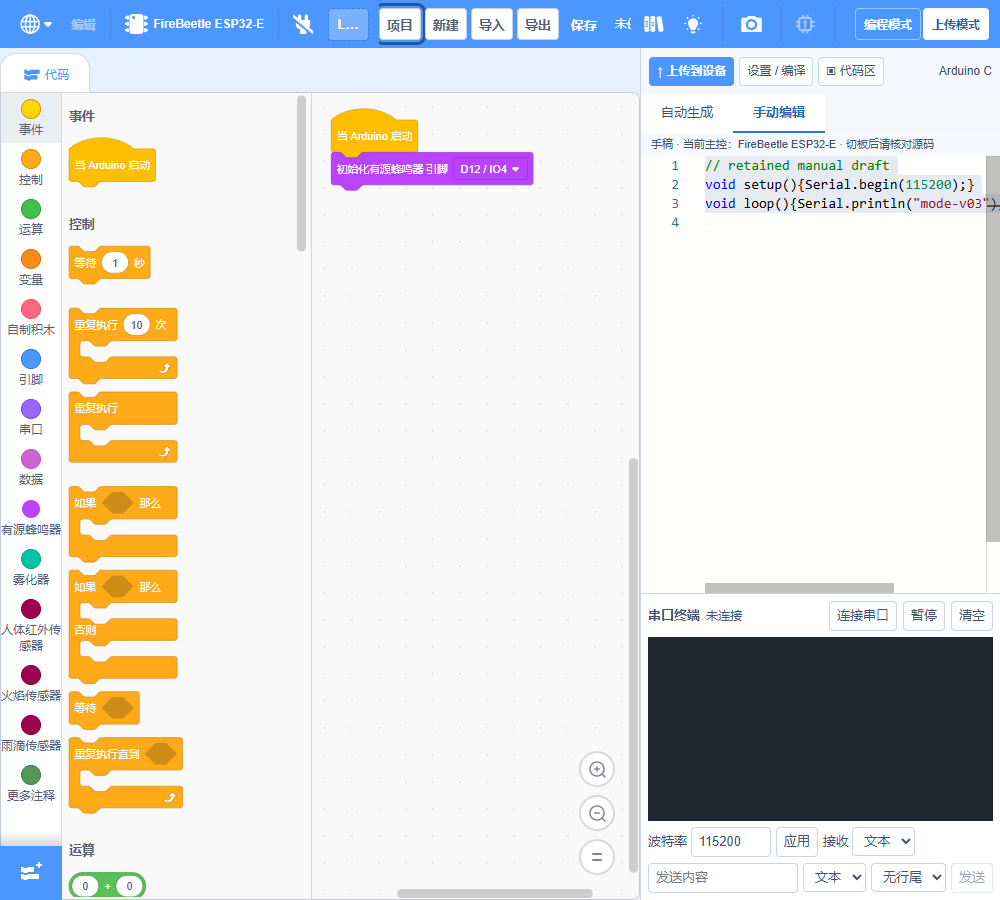 编辑
FireBeetle ESP32-E
L...
项目
新建
导入
导出
保存
编程模式
上传模式
代码
事件
控制
运算
变量
自制积木
引脚
串口
数据
有源蜂鸣器
雾化器
人体红外传
感器
火焰传感器
雨滴传感器
更多注释
事件
当 Arduino 启动
控制
等待 1 秒
重复执行 10 次
重复执行
如果 那么
如果 那么
否则
等待
重复执行直到
运算
0 + 0
当 Arduino 启动
初始化有源蜂鸣器 引脚 D12 / IO4
↑上传到设备
设置 / 编译
代码区
Arduino C
自动生成
手动编辑
手稿 · 当前主控：FireBeetle ESP32-E · 切板后请核对源码
1 // retained manual draft
2 void setup(){Serial.begin(115200);}
3 void loop(){Serial.println("mode-v03")
4
串口终端 未连接
连接串口
暂停
清空
波特率 115200 应用 接收 文本
发送内容 文本 无行尾 发送